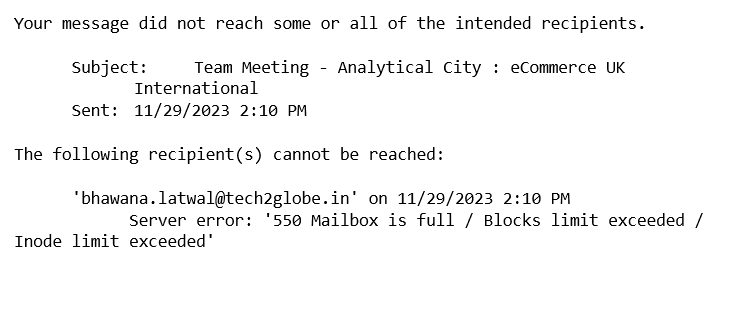 Your message did not reach some or all of the intended recipients.
Subject: Team Meeting - Analytical City : eCommerce UK
International
Sent: 11/29/2023 2:10 PM
The following recipient(s) cannot be reached:
'bhawana.latwal@tech2globe.in' on 11/29/2023 2:10 PM
Server error: '550 Mailbox is full / Blocks limit exceeded /
Inode limit exceeded'